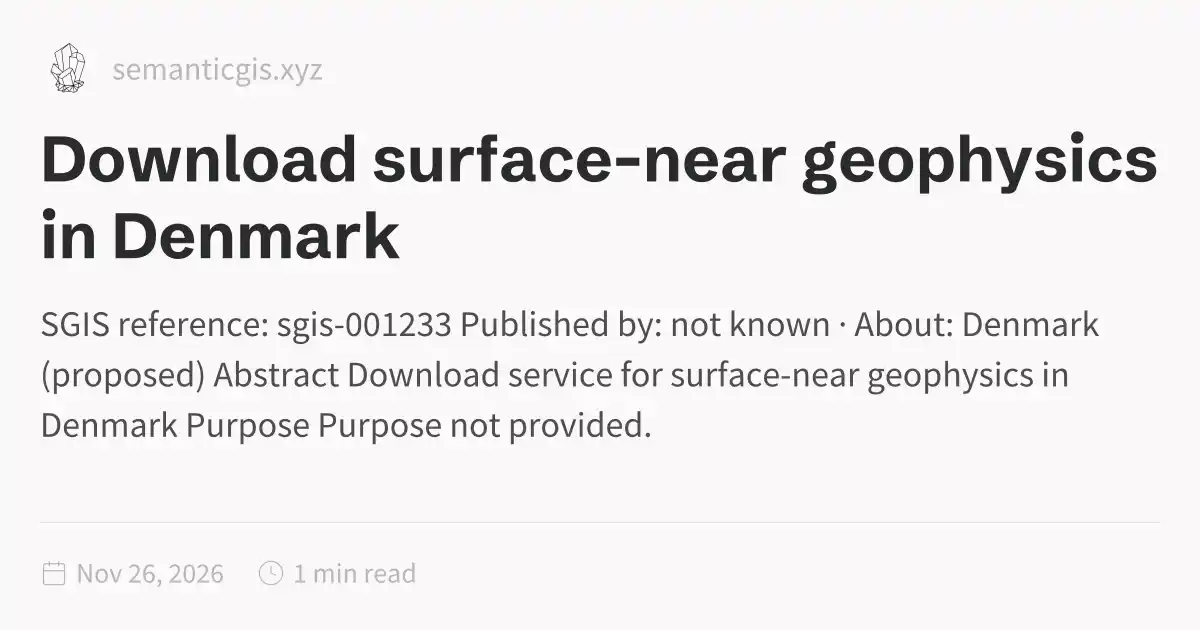 semanticgis.xyz
Download surface-near geophysics
in Denmark
SGIS reference: sgis-001233 Published by: not known · About: Denmark
(proposed) Abstract Download service for surface-near geophysics in
Denmark Purpose Purpose not provided.
Nov 26, 2026 1 min read